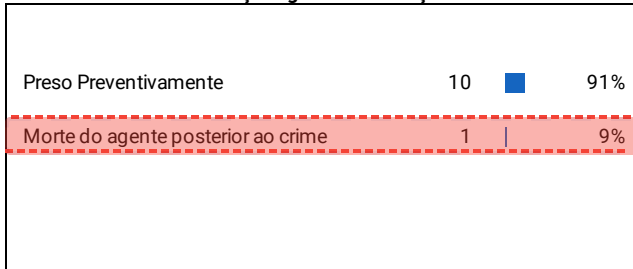 Preso Preventivamente 10 91%
Morte do agente posterior ao crime 1 9%